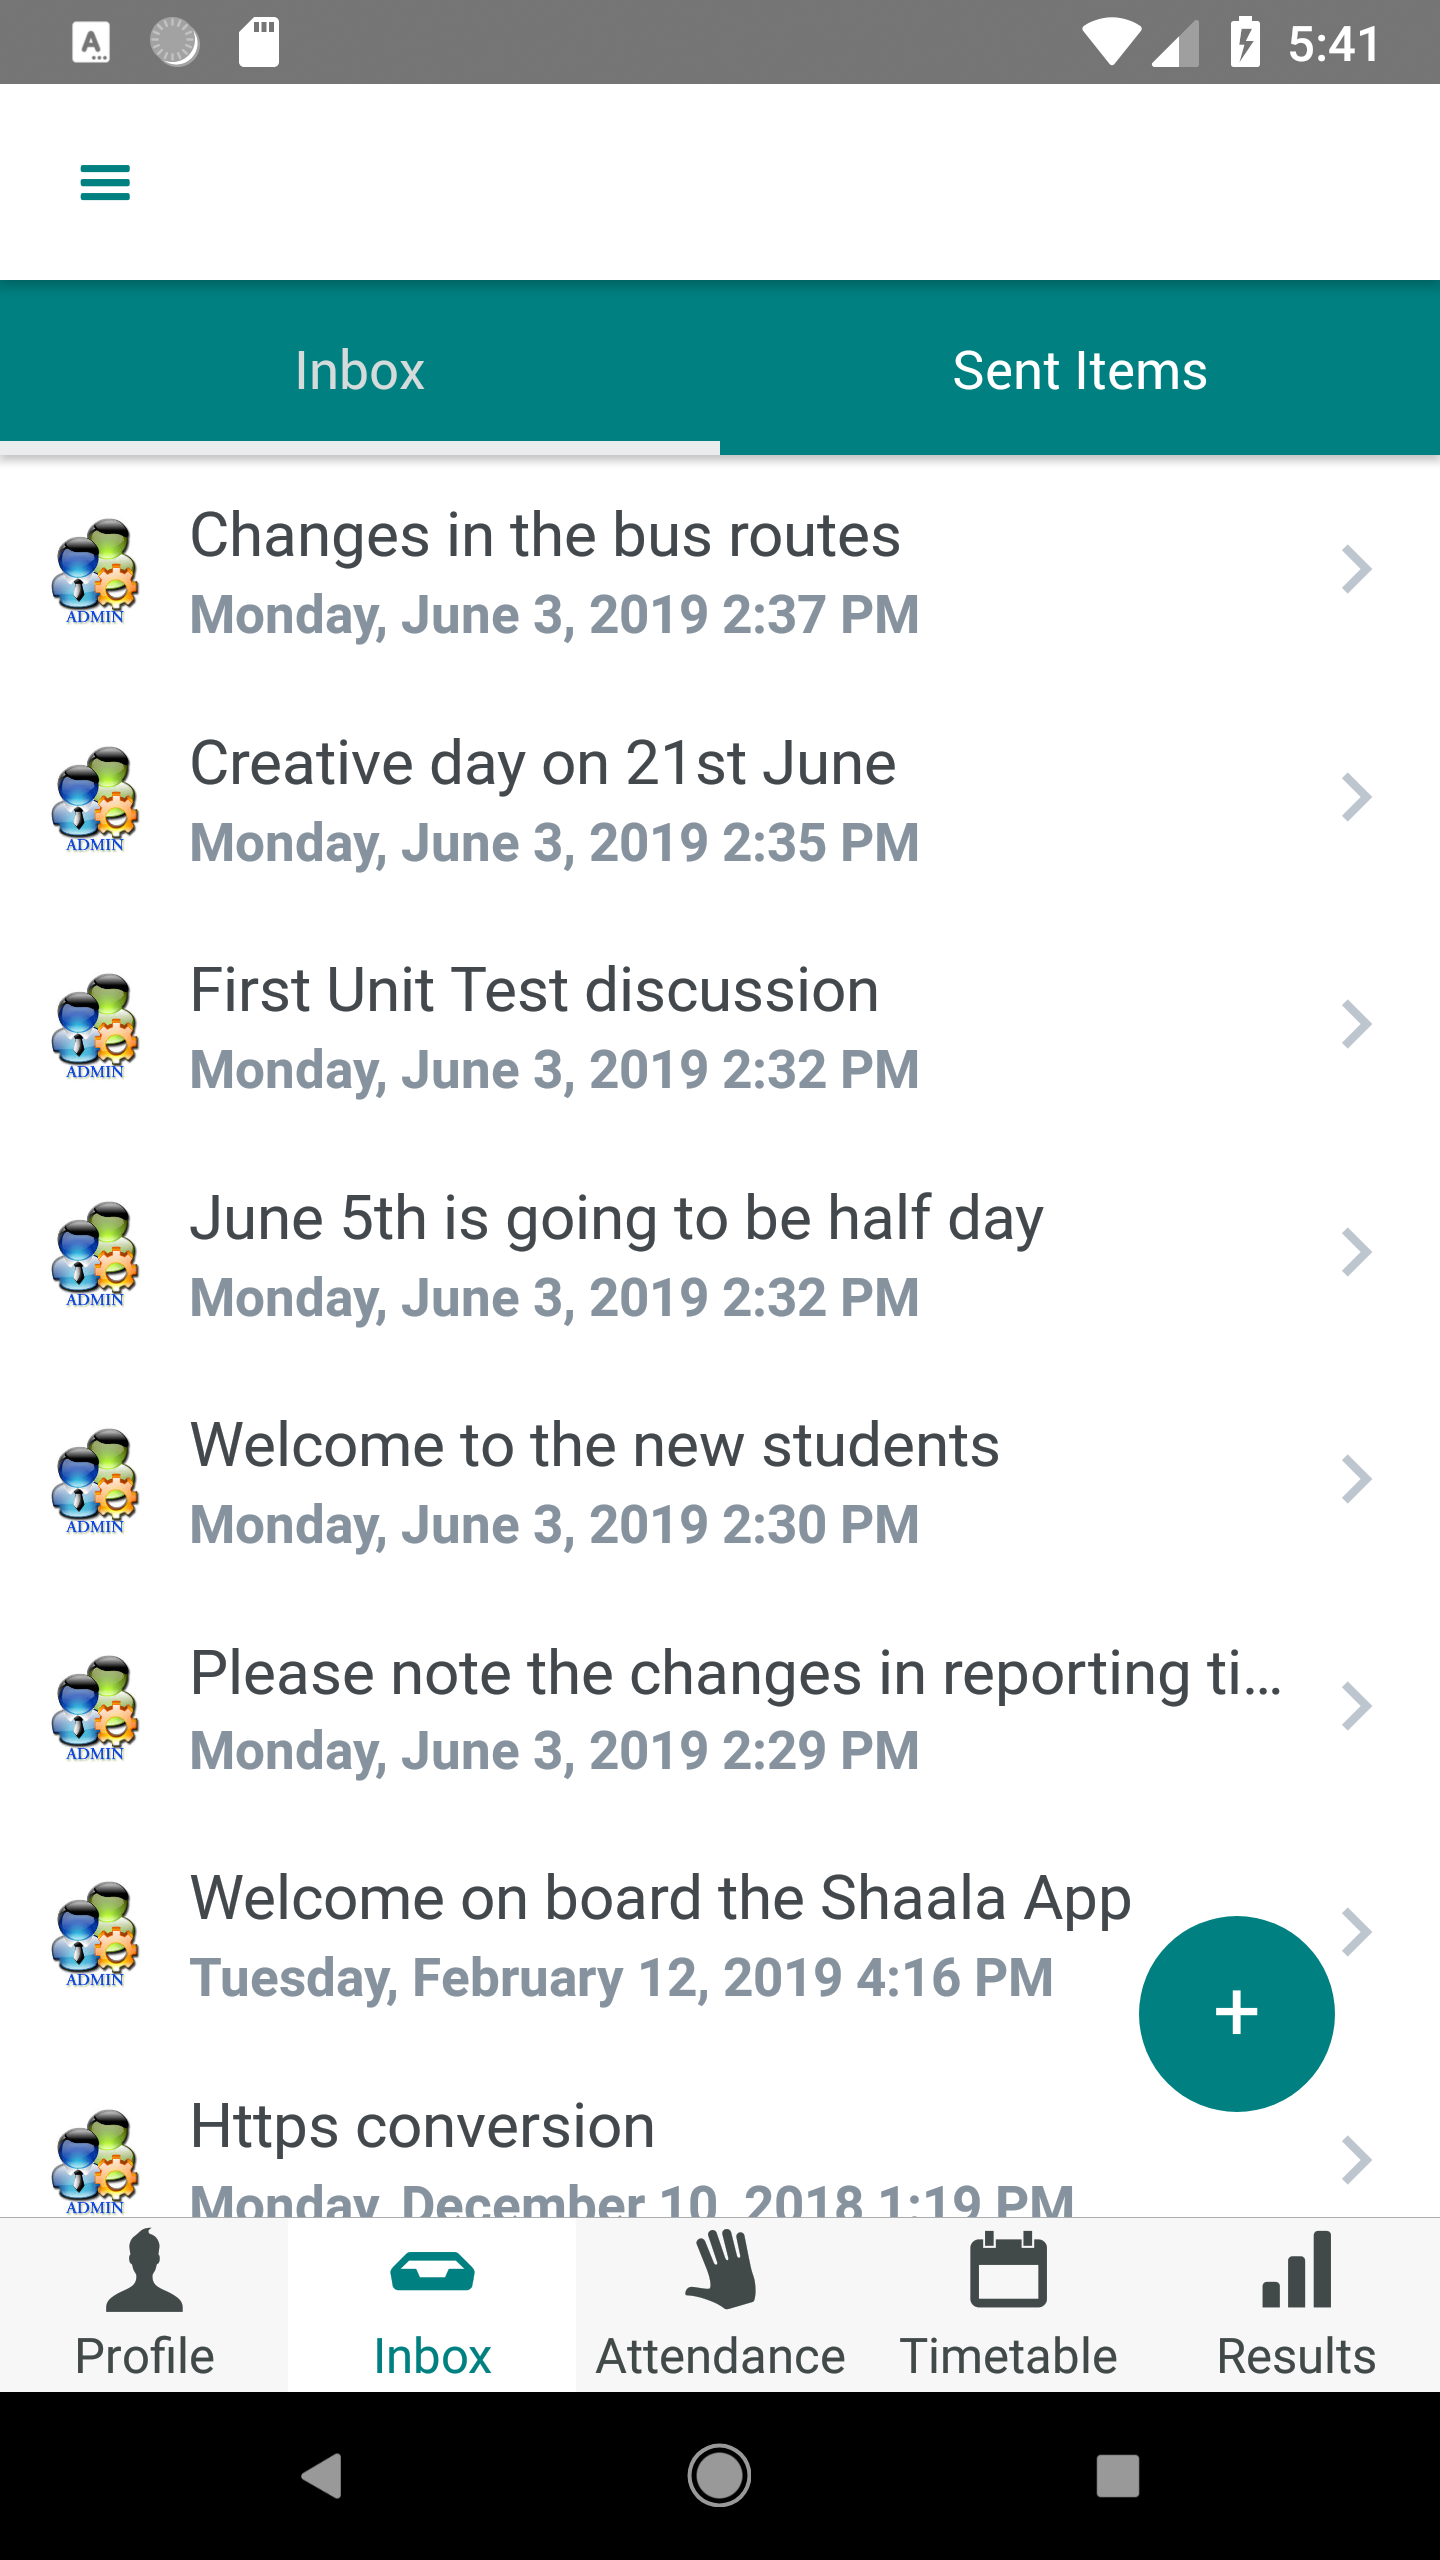 A
5:41
Inbox
Sent Items
Changes in the bus routes
Monday, June 3, 2019 2:37 PM
ADMIN
Creative day on 21st June
Monday, June 3, 2019 2:35 PM
ADMIN
First Unit Test discussion
Monday, June 3, 2019 2:32 PM
ADMIN
June 5th is going to be half day
Monday, June 3, 2019 2:32 PM
ADMIN
Welcome to the new students
Monday, June 3, 2019 2:30 PM
ADMIN
Please note the changes in reporting ti...
Monday, June 3, 2019 2:29 PM
ADMIN
Welcome on board the Shaala App
Tuesday, February 12, 2019 4:16 PM
ADMIN
+
Https conversion
Monday, December 10, 2018 1:19 PM
ADMIN
Profile
Inbox
Attendance
Timetable
Results